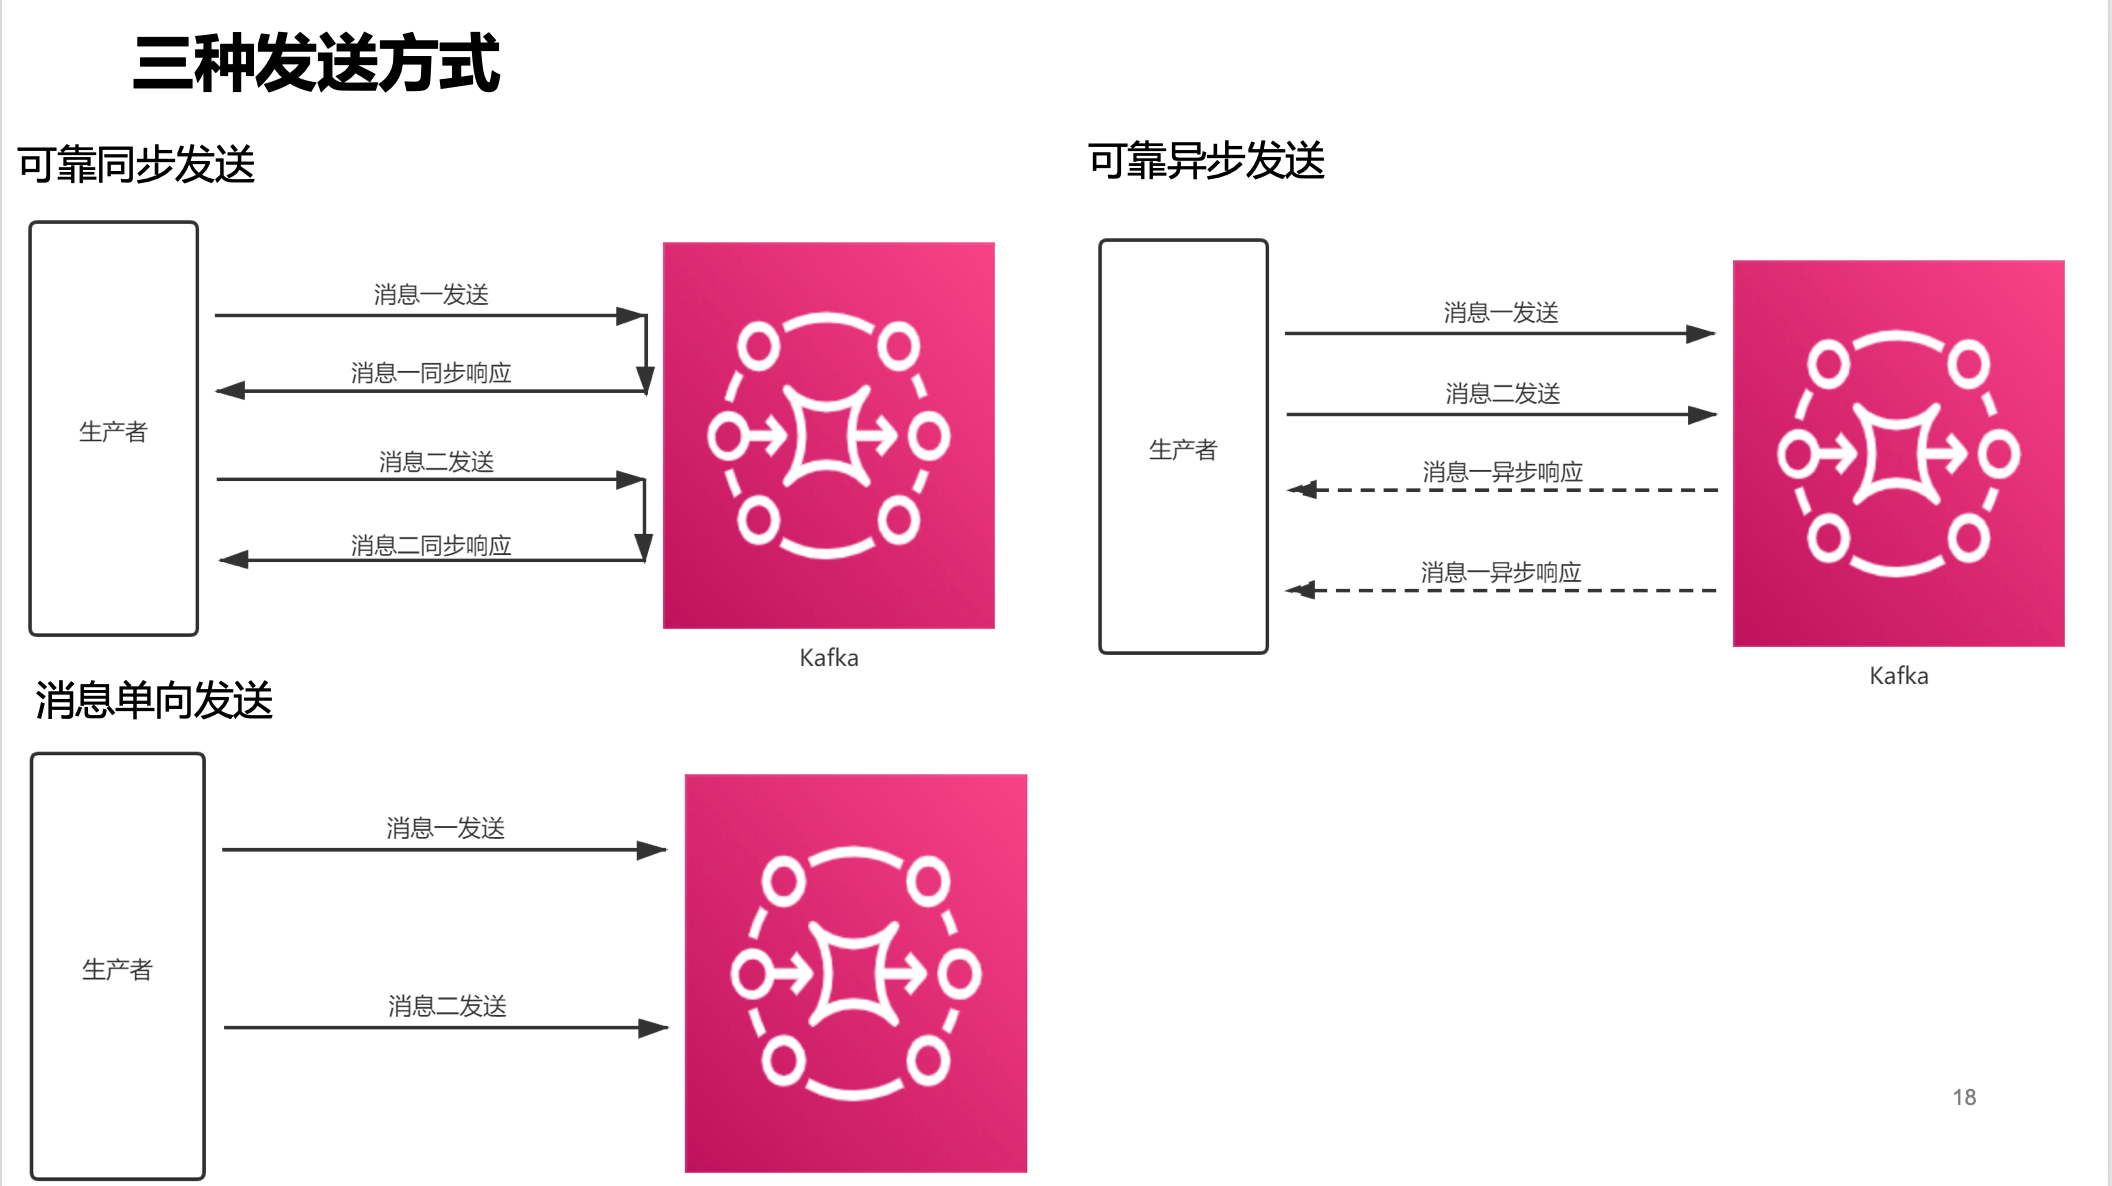 三种发送方式
可靠同步发送
生产者
消息一发送
消息一同步响应
消息二发送
消息二同步响应
Kafka
可靠异步发送
生产者
消息一发送
消息二发送
消息一异步响应
消息一异步响应
Kafka
消息单向发送
生产者
消息一发送
消息二发送
18